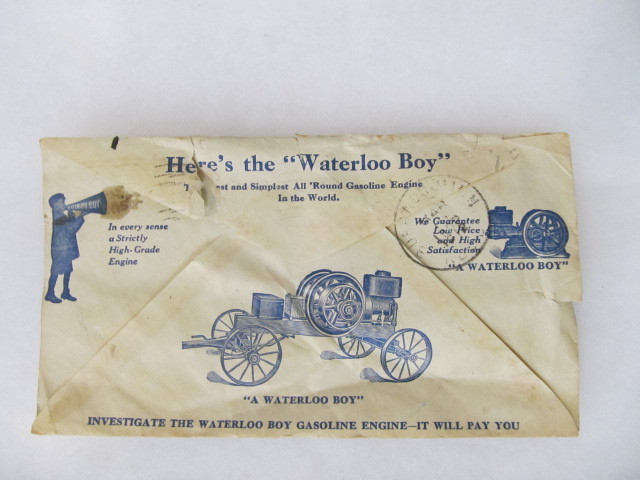 Here's the "Waterloo Boy"
est and Simplest All 'Round Gasoline Engine
In the World.
In every sense
a Strictly
High-Grade
Engine
We Guarantee
Low Price
and High
Satisfaction
"A WATERLOO BOY"
"A WATERLOO BOY"
INVESTIGATE THE WATERLOO BOY GASOLINE ENGINE—IT WILL PAY YOU